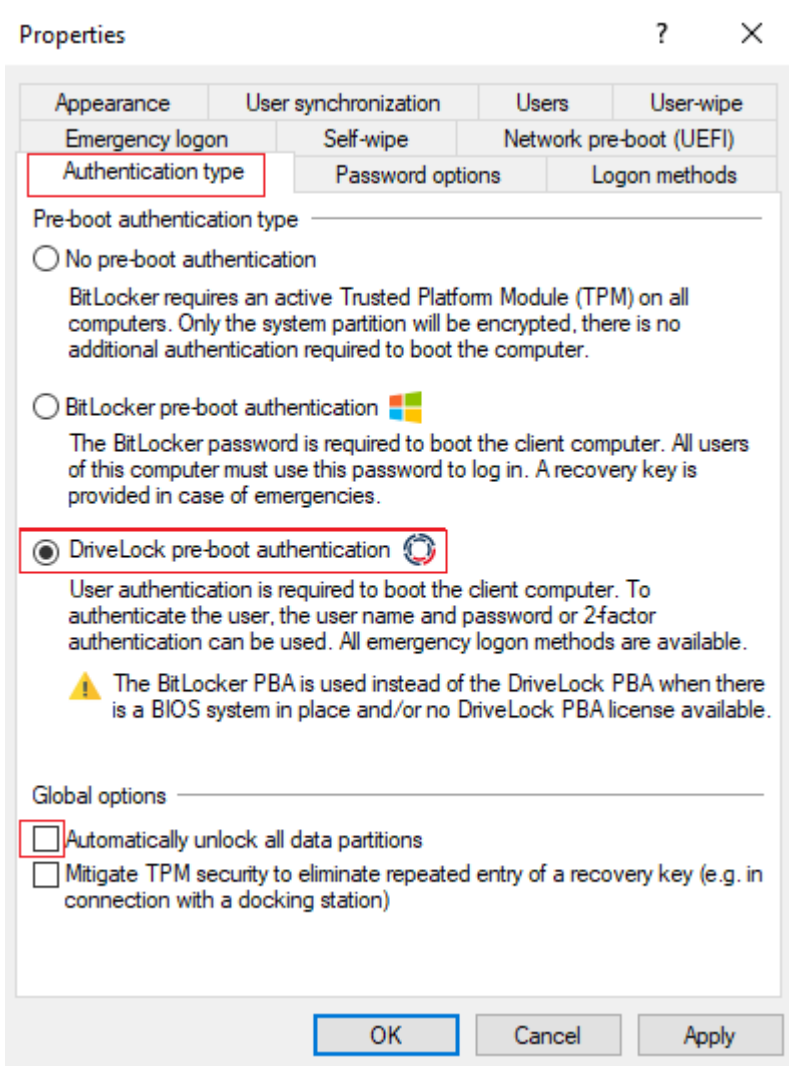 Properties ?
Appearance User synchronization Users User-wipe
Emergency logon Self-wipe Network pre-boot (UEFI)
Authentication type Password options Logon methods
Pre-boot authentication type
No pre-boot authentication
BitLocker requires an active Trusted Platform Module (TPM) on all
computers. Only the system partition will be encrypted, there is no
additional authentication required to boot the computer.
BitLocker pre-boot authentication
The BitLocker password is required to boot the client computer. All users
of this computer must use this password to log in. A recovery key is
provided in case of emergencies.
DriveLock pre-boot authentication
User authentication is required to boot the client computer. To
authenticate the user, the user name and password or 2-factor
authentication can be used. All emergency logon methods are available.
The BitLocker PBA is used instead of the DriveLock PBA when there
is a BIOS system in place and/or no DriveLock PBA license available.
Global options
Automatically unlock all data partitions
Mitigate TPM security to eliminate repeated entry of a recovery key (e.g. in
connection with a docking station)
OK Cancel Apply